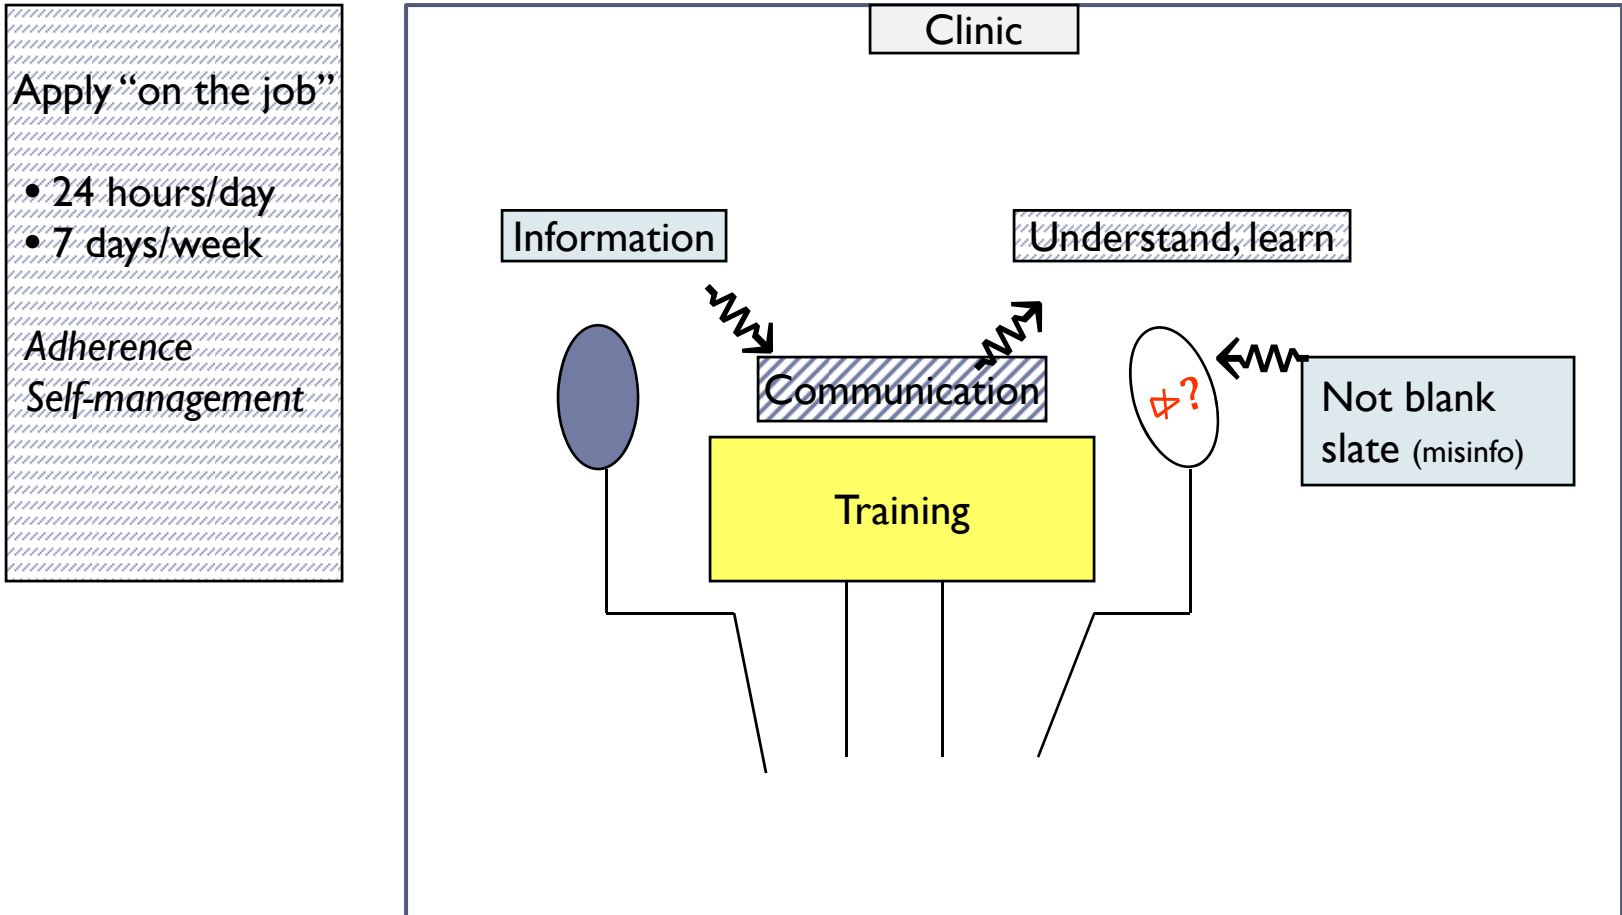 Apply “on the job”
• 24 hours/day
• 7 days/week
Adherence
Self-management
Clinic
Information
Understand, learn
Communication
?
Not blank
slate (misinfo)
Training